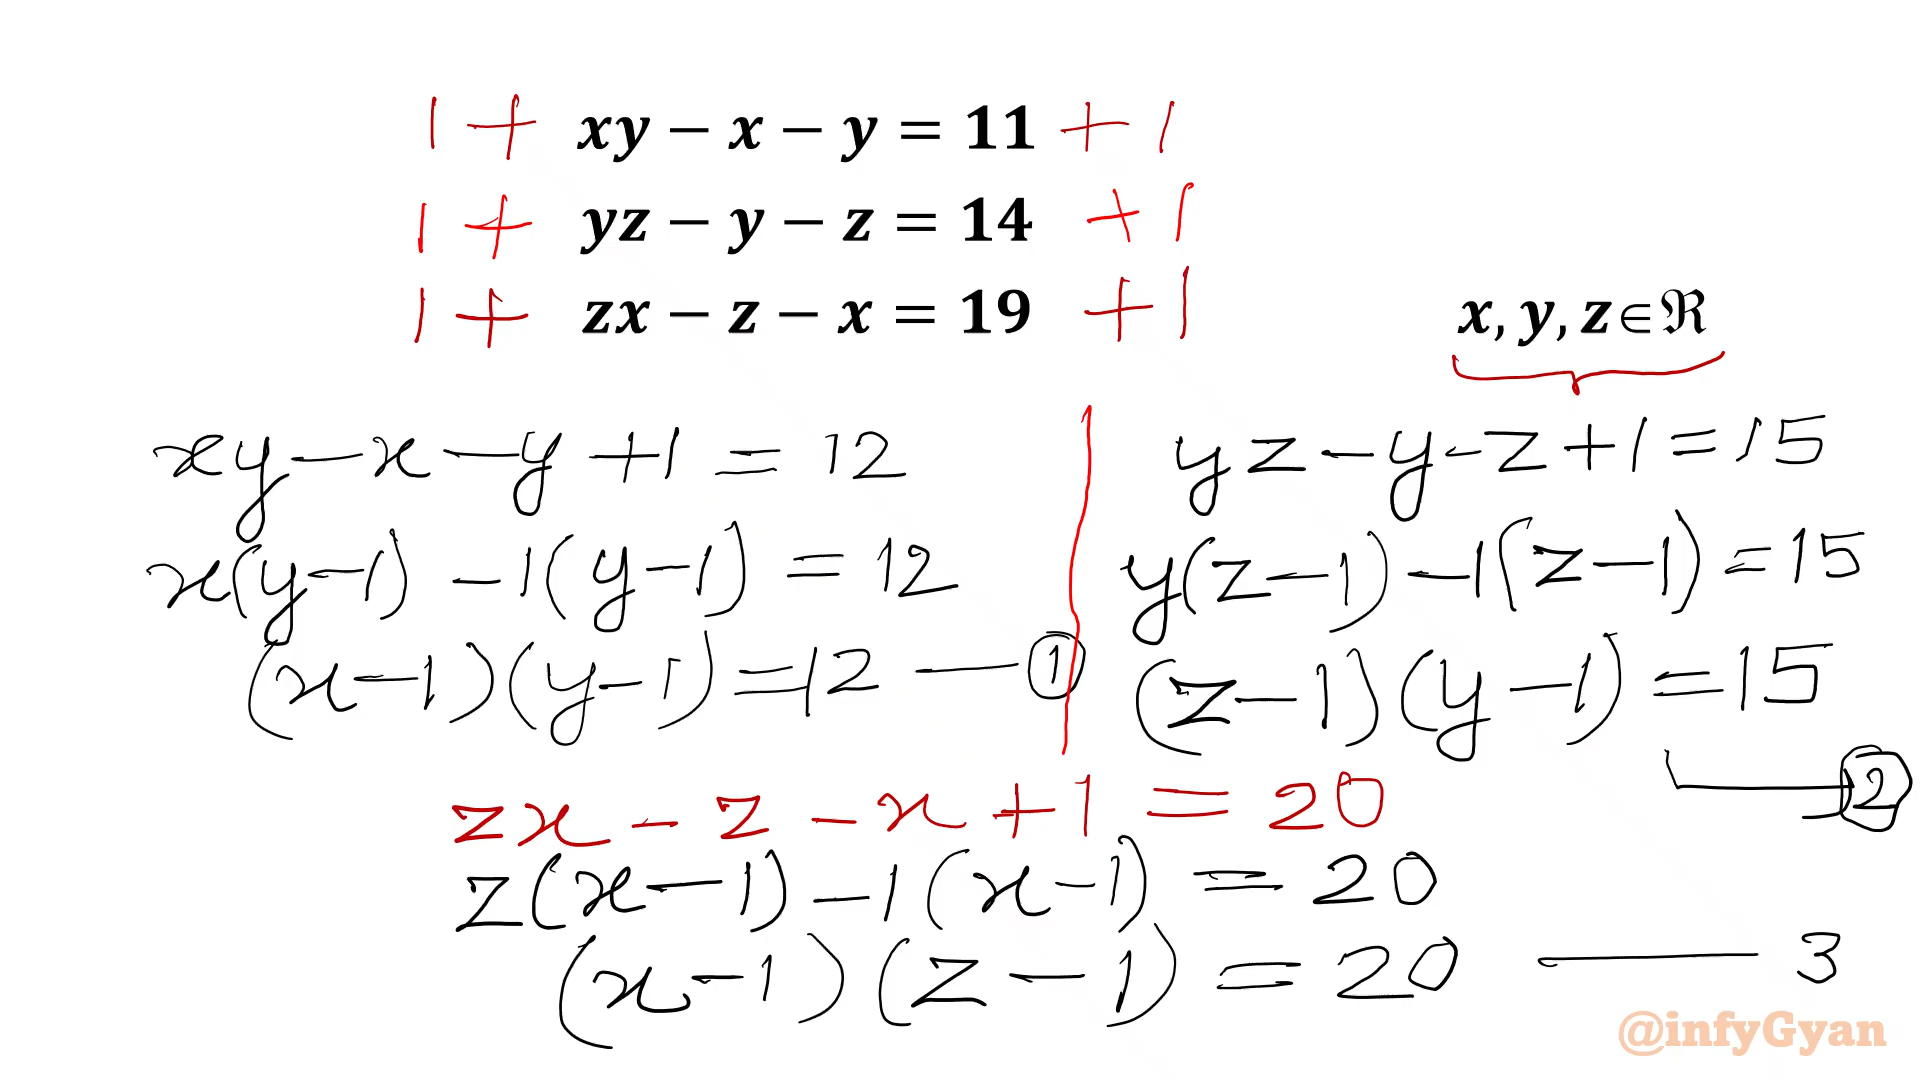 1 + xy − x − y = 11 + 1
1 + yz − y − z = 14 + 1
1 + zx − z − x = 19 + 1
x, y, z∈ℜ
xy − x − y + 1 = 12
x(y−1) − 1(y−1) = 12
(x−1)(y−1) = 12 — ①
yz − y − z + 1 = 15
y(z−1) − 1(z−1) = 15
(z−1)(y−1) = 15
②
zx − z − x + 1 = 20
z(x−1) − 1(x−1) = 20
(x−1)(z−1) = 20 — 3
@infyGyan